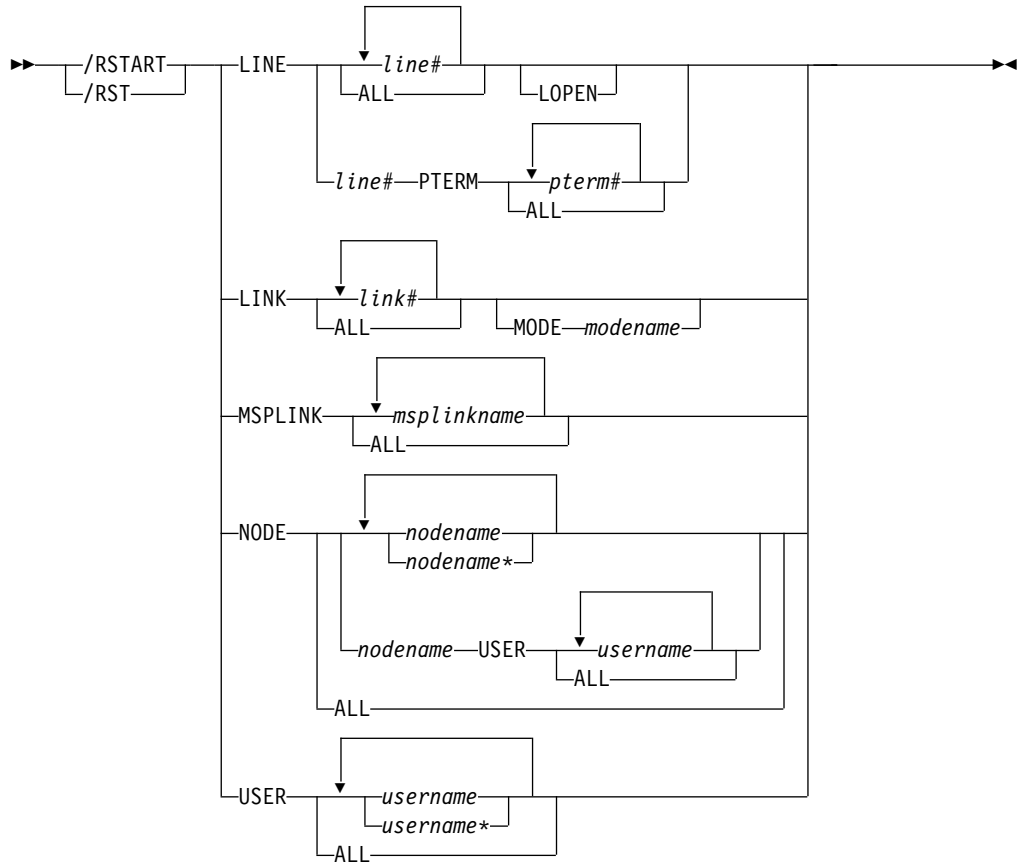 /RSTART LINE line#
/RST ALL LOPEN
line# PTERM pterm#
ALL
LINK link#
ALL MODE modename
MSPLINK msplinkname
ALL
NODE nodename
nodename*
nodename USER username
ALL
ALL
USER username
username*
ALL